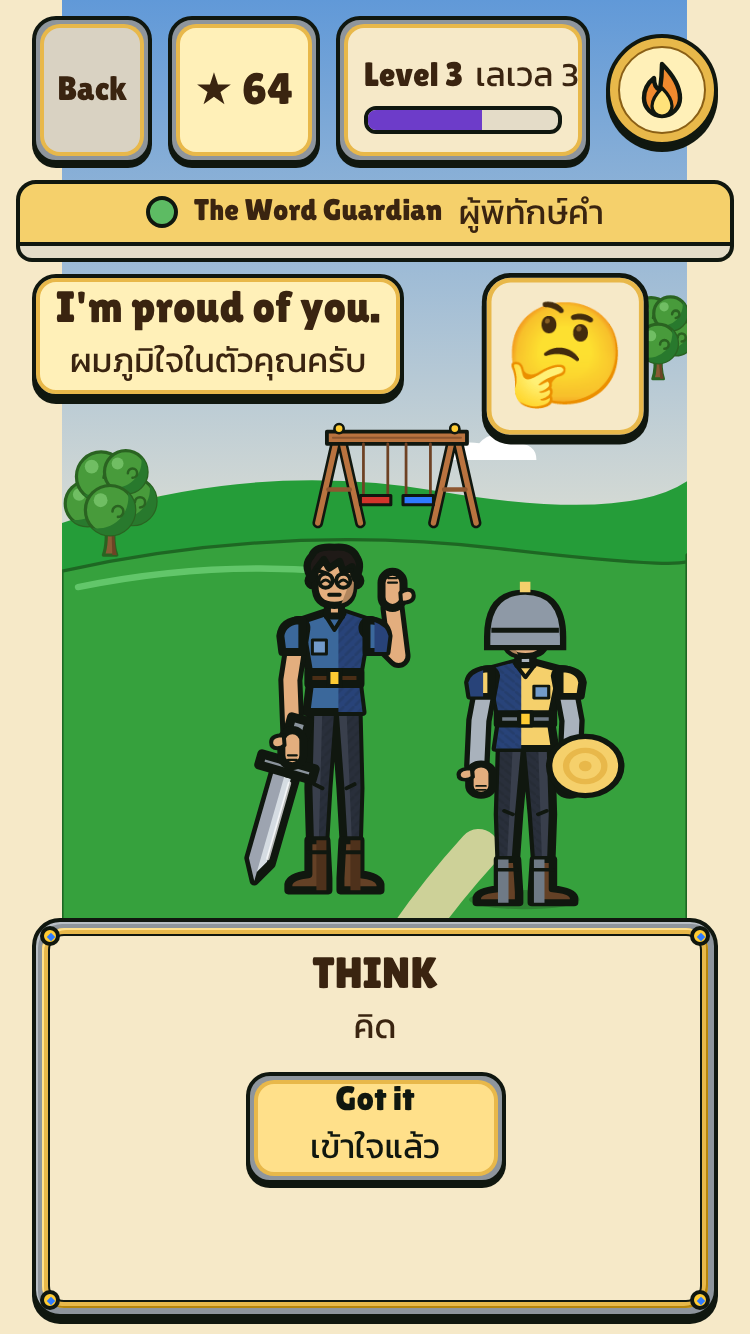 Back
★ 64
Level 3 เลเวล 3
The Word Guardian ผู้พิทักษ์คำ
I'm proud of you.
ผมภูมิใจในตัวคุณครับ
THINK
คิด
Got it
เข้าใจแล้ว